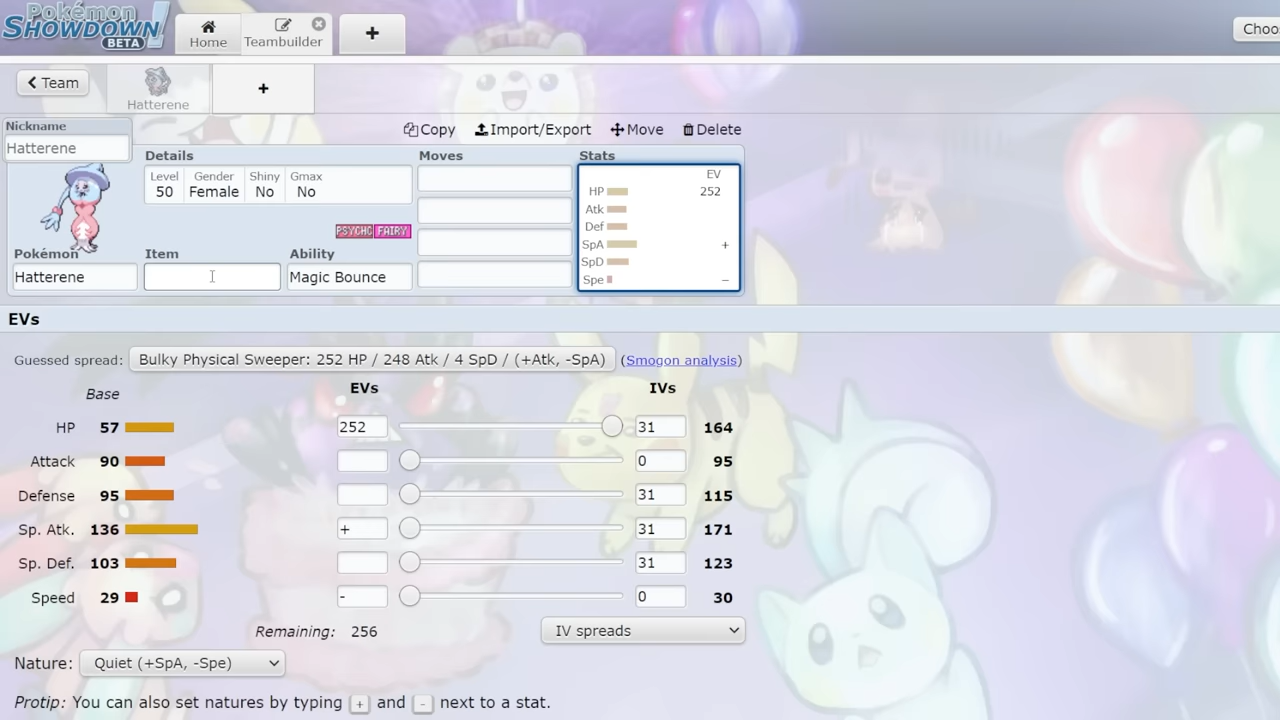 Pokémon
SHOWDOWN!
BETA
Home
Teambuilder
+
Choo
< Team
Hatterene
+
Nickname
Hatterene
Copy Import/Export Move Delete
Details
Moves
Stats
Level Gender Shiny Gmax
50 Female No No
EV
HP 252
Atk
Def
SpA +
SpD
Spe −
PSYCHC FAIRY
Pokémon Item Ability
Hatterene Magic Bounce
EVs
Guessed spread: Bulky Physical Sweeper: 252 HP / 248 Atk / 4 SpD / (+Atk, -SpA) (Smogon analysis)
Base EVs IVs
HP 57 252 31 164
Attack 90 0 95
Defense 95 31 115
Sp. Atk. 136 + 31 171
Sp. Def. 103 31 123
Speed 29 - 0 30
Remaining: 256 IV spreads
Nature: Quiet (+SpA, -Spe)
Protip: You can also set natures by typing + and - next to a stat.